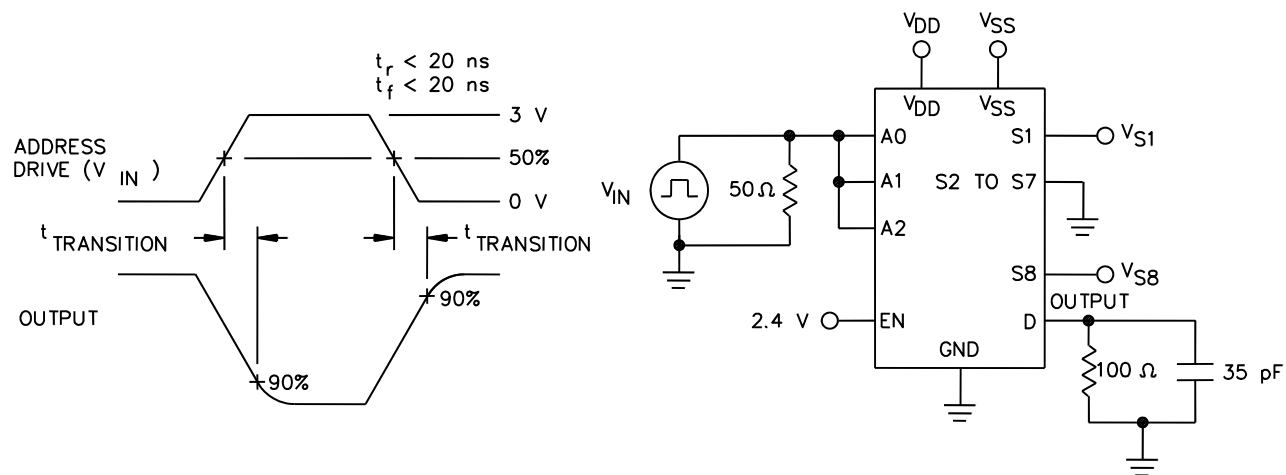 t_r < 20 ns
t_f < 20 ns
3 V
ADDRESS
DRIVE (V_IN)
50%
0 V
t_TRANSITION
t_TRANSITION
90%
OUTPUT
90%
V_DD
V_SS
V_DD
V_SS
A0
S1
V_S1
V_IN
50Ω
A1
S2 TO S7
A2
S8
V_S8
OUTPUT
2.4 V
EN
D
GND
100 Ω
35 pF